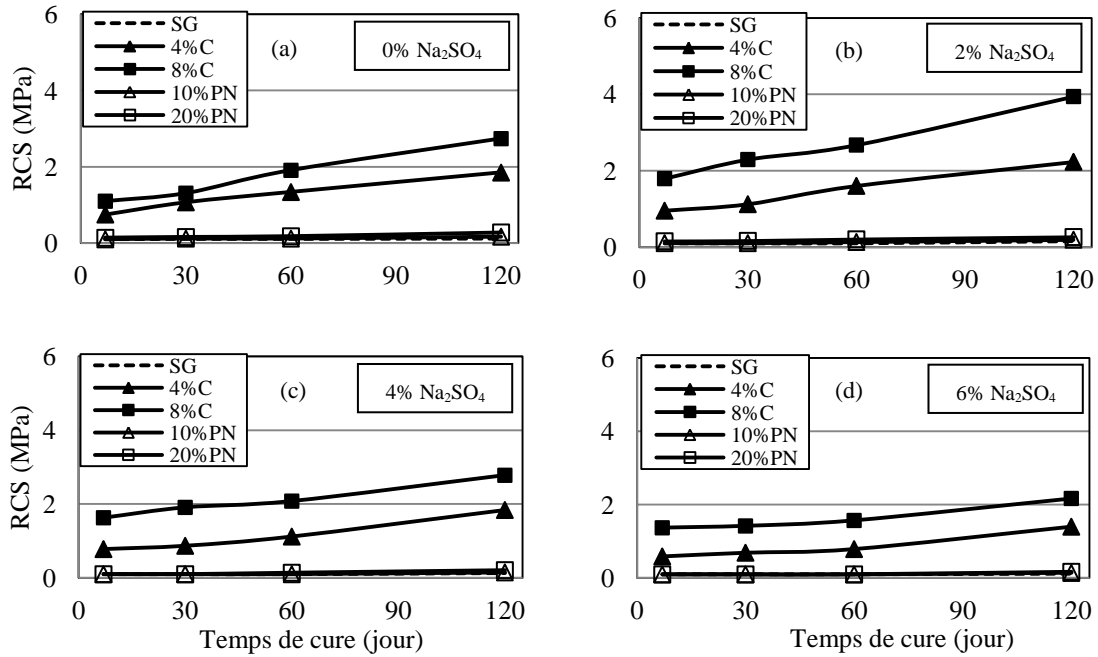 6
4
2
0
RCS (MPa)
SG
4%C
8%C
10%PN
20%PN
(a)
0% Na₂SO₄
0 30 60 90 120
6
4
2
0
SG
4%C
8%C
10%PN
20%PN
(b)
2% Na₂SO₄
0 30 60 90 120
6
4
2
0
RCS (MPa)
SG
4%C
8%C
10%PN
20%PN
(c)
4% Na₂SO₄
0 30 60 90 120
Temps de cure (jour)
6
4
2
0
SG
4%C
8%C
10%PN
20%PN
(d)
6% Na₂SO₄
0 30 60 90 120
Temps de cure (jour)